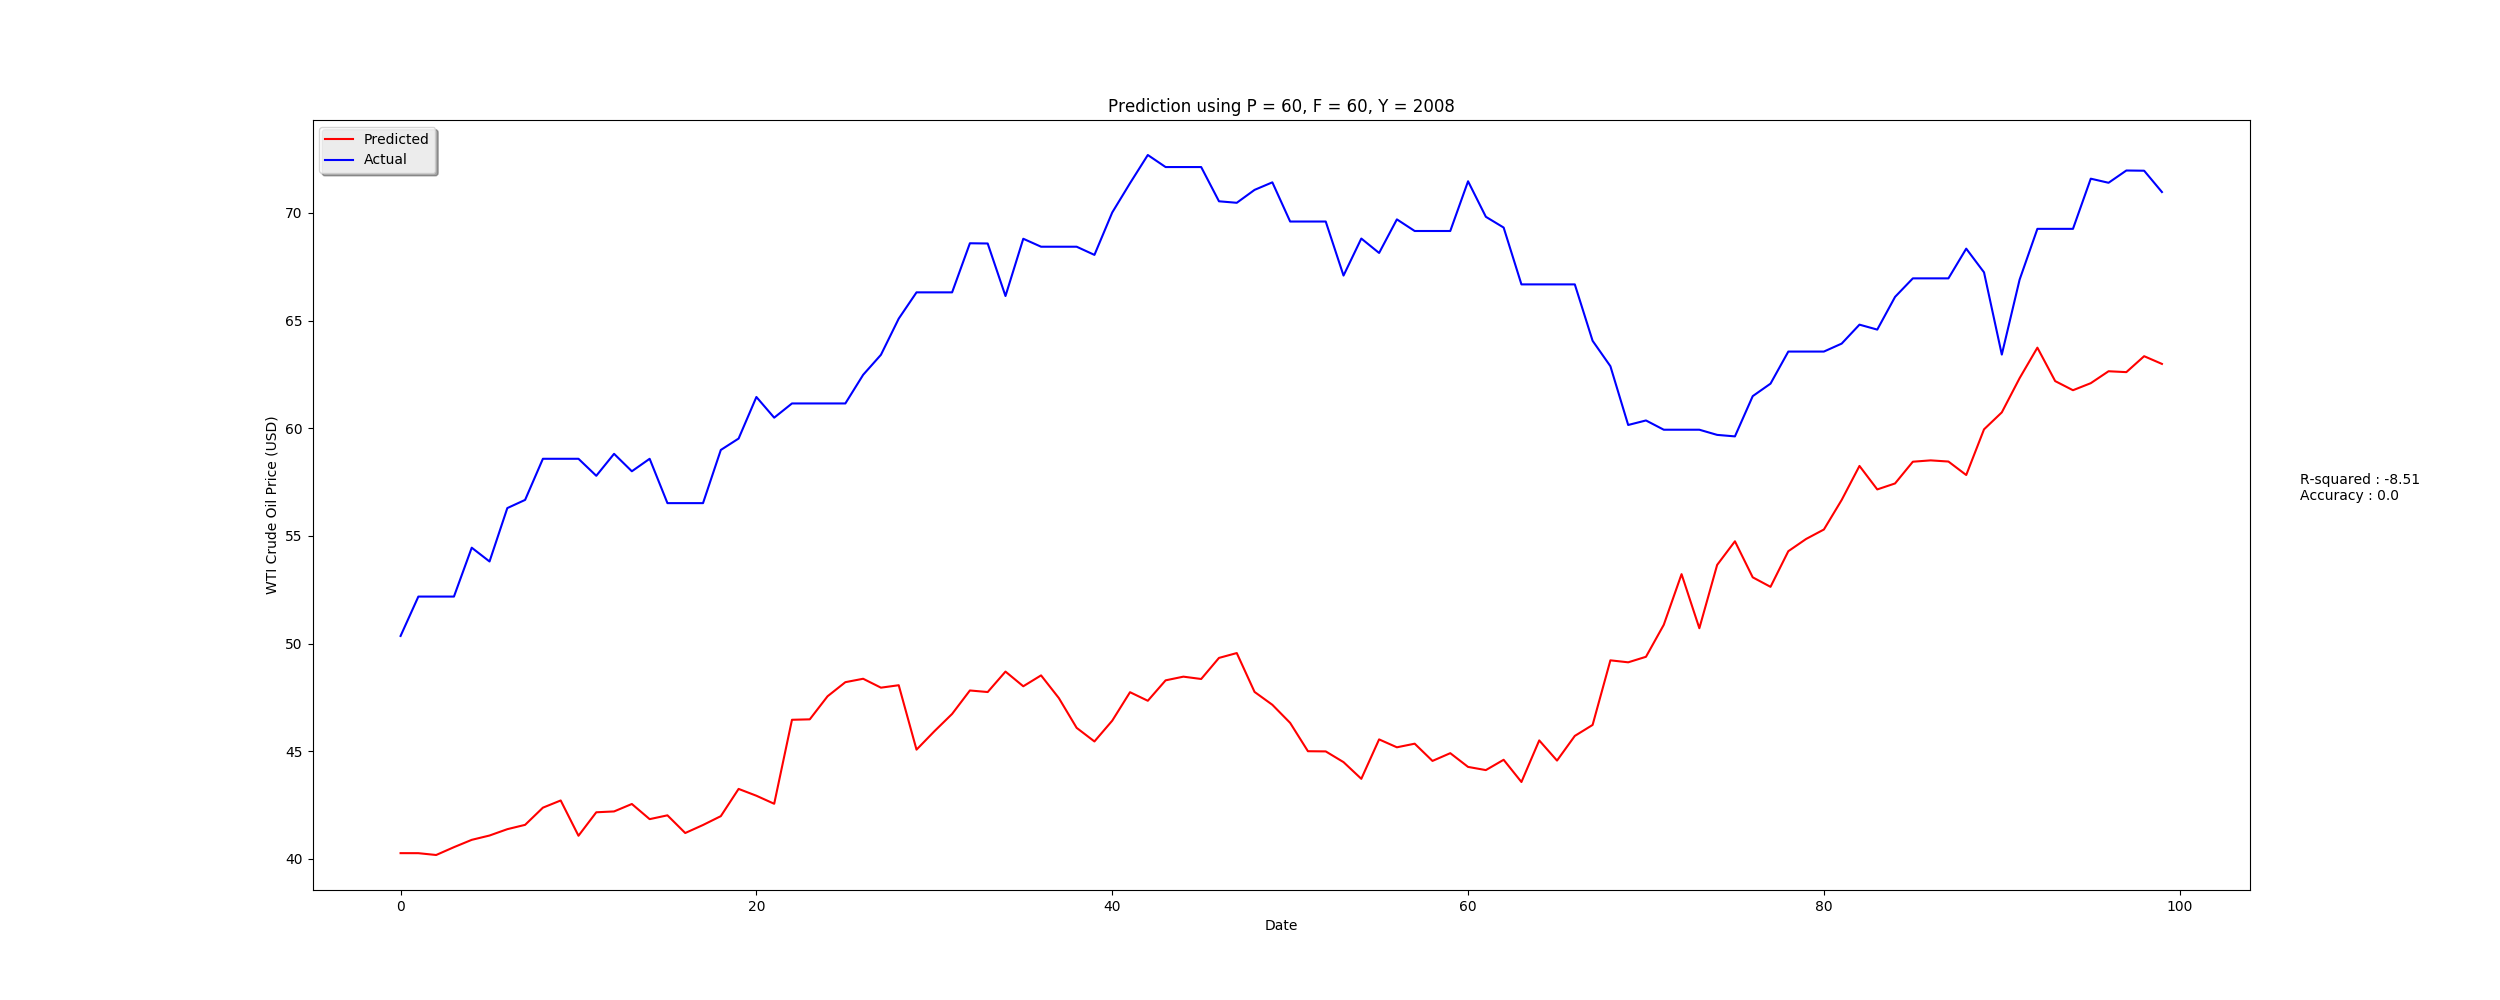 Prediction using P = 60, F = 60, Y = 2008
Predicted
Actual
WTI Crude Oil Price (USD)
70
65
60
55
50
45
40
0
20
40
60
80
100
Date
R-squared : -8.51
Accuracy : 0.0